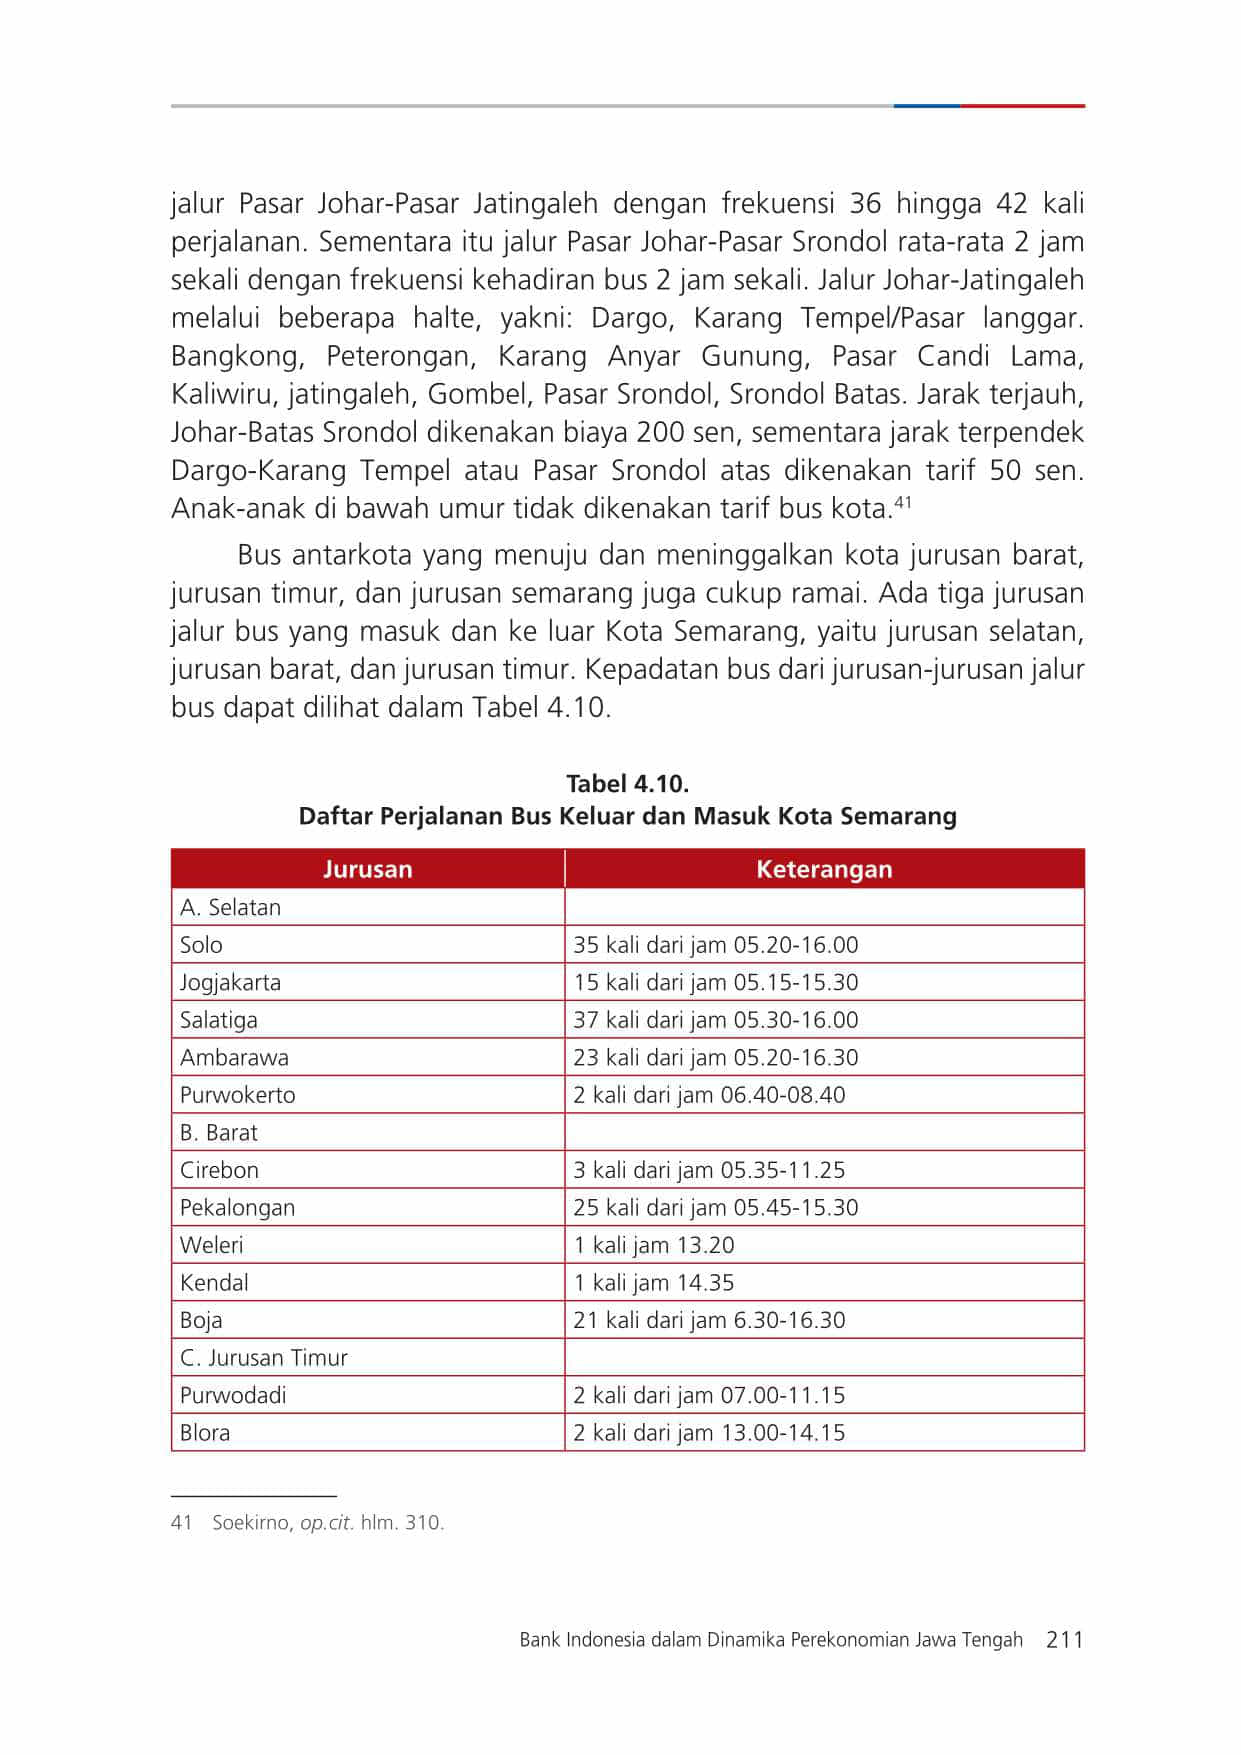 jalur Pasar Johar-Pasar Jatingaleh dengan frekuensi 36 hingga 42 kali
perjalanan. Sementara itu jalur Pasar Johar-Pasar Srondol rata-rata 2 jam
sekali dengan frekuensi kehadiran bus 2 jam sekali. Jalur Johar-Jatingaleh
melalui beberapa halte, yakni: Dargo, Karang Tempel/Pasar langgar.
Bangkong, Peterongan, Karang Anyar Gunung, Pasar Candi Lama,
Kaliwiru, jatingaleh, Gombel, Pasar Srondol, Srondol Batas. Jarak terjauh,
Johar-Batas Srondol dikenakan biaya 200 sen, sementara jarak terpendek
Dargo-Karang Tempel atau Pasar Srondol atas dikenakan tarif 50 sen.
Anak-anak di bawah umur tidak dikenakan tarif bus kota.41
Bus antarkota yang menuju dan meninggalkan kota jurusan barat,
jurusan timur, dan jurusan semarang juga cukup ramai. Ada tiga jurusan
jalur bus yang masuk dan ke luar Kota Semarang, yaitu jurusan selatan,
jurusan barat, dan jurusan timur. Kepadatan bus dari jurusan-jurusan jalur
bus dapat dilihat dalam Tabel 4.10.
Tabel 4.10.
Daftar Perjalanan Bus Keluar dan Masuk Kota Semarang
Jurusan Keterangan
A. Selatan
Solo 35 kali dari jam 05.20-16.00
Jogjakarta 15 kali dari jam 05.15-15.30
Salatiga 37 kali dari jam 05.30-16.00
Ambarawa 23 kali dari jam 05.20-16.30
Purwokerto 2 kali dari jam 06.40-08.40
B. Barat
Cirebon 3 kali dari jam 05.35-11.25
Pekalongan 25 kali dari jam 05.45-15.30
Weleri 1 kali jam 13.20
Kendal 1 kali jam 14.35
Boja 21 kali dari jam 6.30-16.30
C. Jurusan Timur
Purwodadi 2 kali dari jam 07.00-11.15
Blora 2 kali dari jam 13.00-14.15
41 Soekirno, op.cit. hlm. 310.
Bank Indonesia dalam Dinamika Perekonomian Jawa Tengah 211